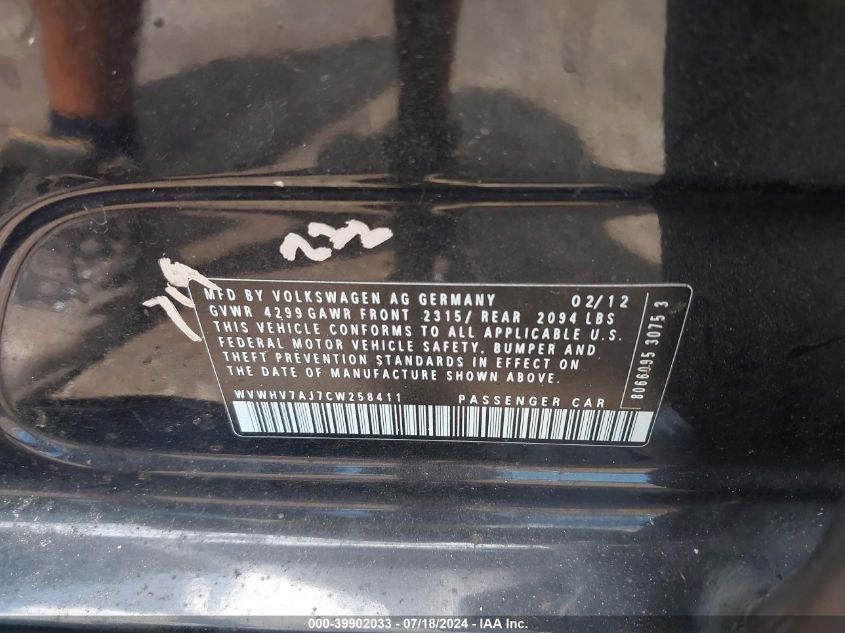 232
MFD BY VOLKSWAGEN AG GERMANY 02/12
GVWR 4299 GAWR FRONT 2315/ REAR 2094 LBS
THIS VEHICLE CONFORMS TO ALL APPLICABLE U.S.
FEDERAL MOTOR VEHICLE SAFETY, BUMPER AND
THEFT PREVENTION STANDARDS IN EFFECT ON
THE DATE OF MANUFACTURE SHOWN ABOVE.
WVWHV7AJ7CW258411 PASSENGER CAR
8066095 3075 3
000-39902033 - 07/18/2024 - IAA Inc.